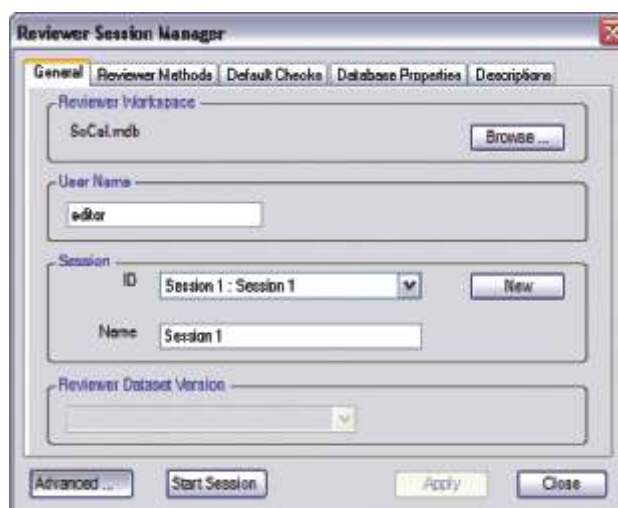 Reviewer Session Manager
General Reviewer Methods Default Checks Database Properties Descriptions
Reviewer Workspace
SoCal.mdb Browse ...
User Name
editor
Session
ID Session 1 : Session 1 New
Name Session 1
Reviewer Dataset Version
Advanced ... Start Session Apply Close